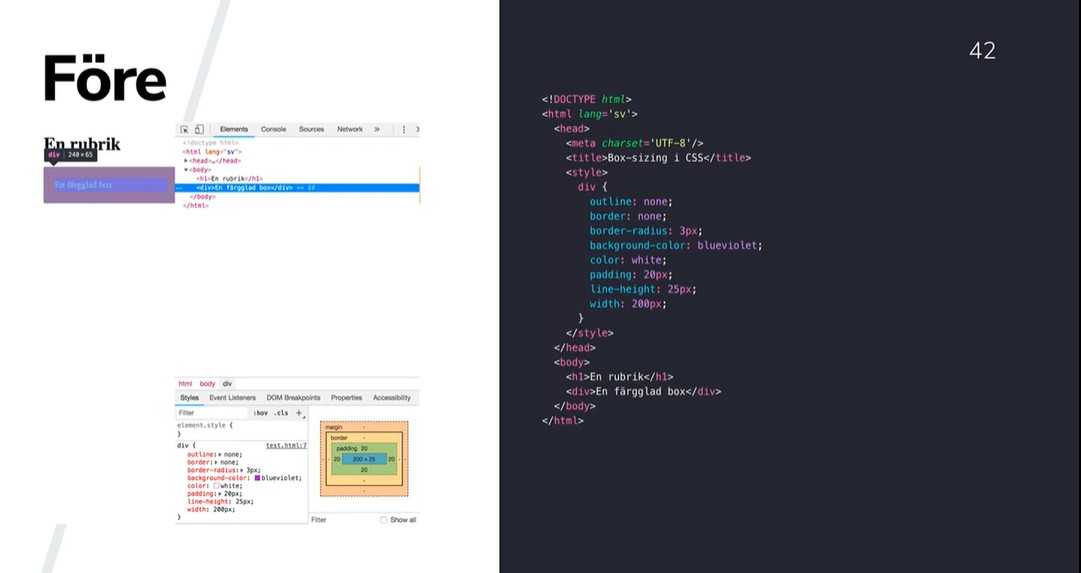 Före
42
En rubrik
div | 240×65
En färgglad box
Elements Console Sources Network »
<!doctype html>
<html lang="sv">
▶<head>…</head>
▼<body>
<h1>En rubrik</h1>
… <div>En färgglad box</div> == $0
</body>
</html>
html body div
Styles Event Listeners DOM Breakpoints Properties Accessibility
Filter :hov .cls +
element.style {
}
div { test.html:7
outline:▶ none;
border:▶ none;
border-radius:▶ 3px;
background-color: blueviolet;
color: white;
padding:▶ 20px;
line-height: 25px;
width: 200px;
}
margin -
border -
padding 20
- - 20 200 × 25 20 - -
20
-
-
Filter Show all
<!DOCTYPE html>
<html lang='sv'>
<head>
<meta charset='UTF-8'/>
<title>Box-sizing i CSS</title>
<style>
div {
outline: none;
border: none;
border-radius: 3px;
background-color: blueviolet;
color: white;
padding: 20px;
line-height: 25px;
width: 200px;
}
</style>
</head>
<body>
<h1>En rubrik</h1>
<div>En färgglad box</div>
</body>
</html>